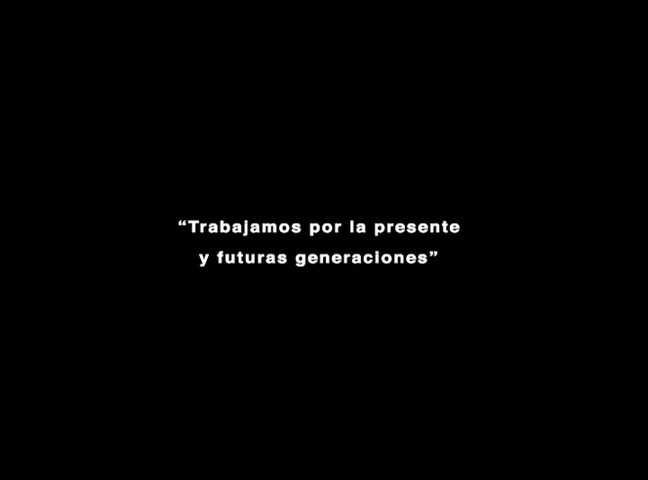 “Trabajamos por la presente
y futuras generaciones”